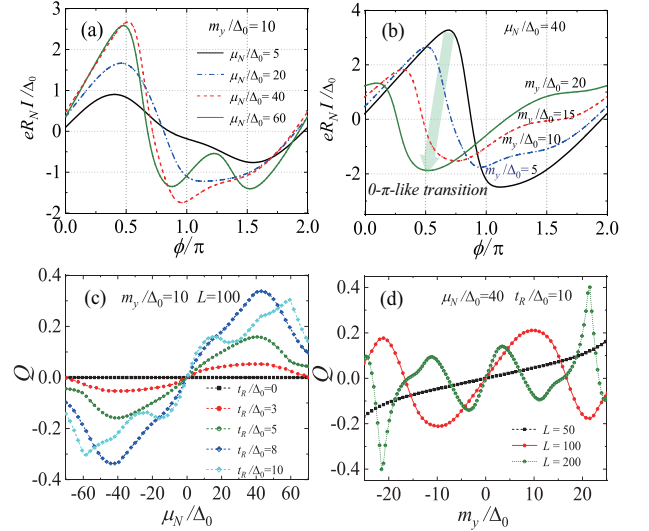 (a)
m_y/Δ_0=10
μ_N/Δ_0=5
μ_N/Δ_0=20
μ_N/Δ_0=40
μ_N/Δ_0=60
eR_N I/Δ_0
3
2
1
0
-1
-2
0.0 0.5 1.0 1.5 2.0
ϕ/π
(b)
μ_N/Δ_0=40
m_y/Δ_0=20
m_y/Δ_0=15
m_y/Δ_0=10
m_y/Δ_0=5
0-π-like transition
eR_N I/Δ_0
4
2
0
-2
0.0 0.5 1.0 1.5 2.0
ϕ/π
(c)
m_y/Δ_0=10 L=100
t_R/Δ_0=0
t_R/Δ_0=3
t_R/Δ_0=5
t_R/Δ_0=8
t_R/Δ_0=10
Q
0.4
0.2
0.0
-0.2
-0.4
-60 -40 -20 0 20 40 60
μ_N/Δ_0
(d)
μ_N/Δ_0=40 t_R/Δ_0=10
L = 50
L = 100
L = 200
Q
0.4
0.2
0.0
-0.2
-0.4
-20 -10 0 10 20
m_y/Δ_0